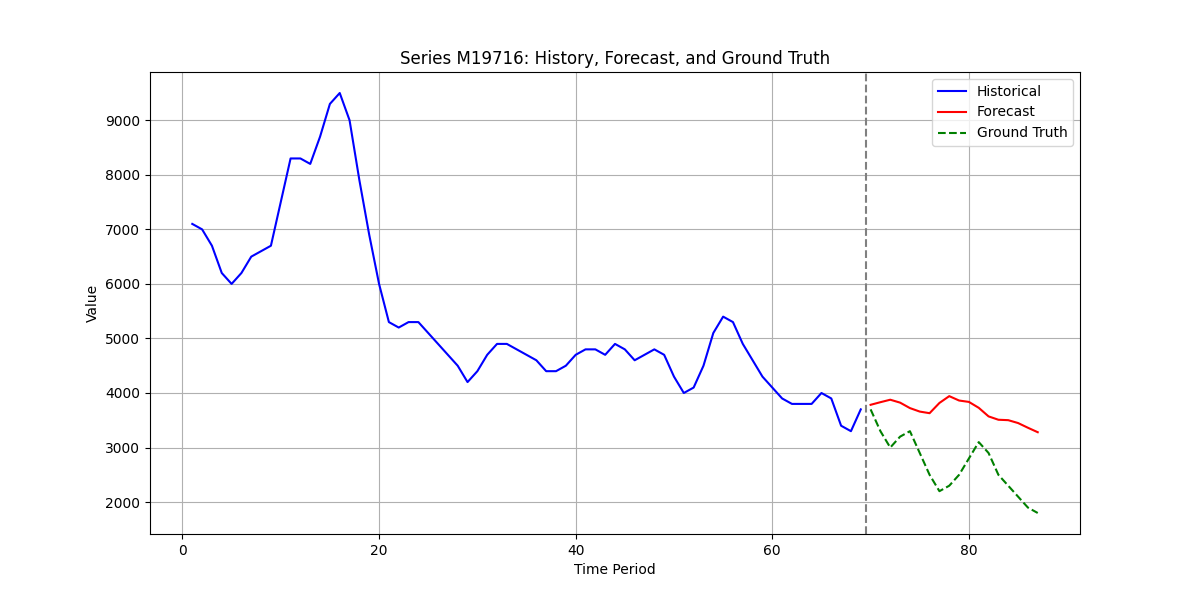 Series M19716: History, Forecast, and Ground Truth
Historical
Forecast
Ground Truth
9000
8000
7000
6000
5000
4000
3000
2000
Value
0
20
40
60
80
Time Period